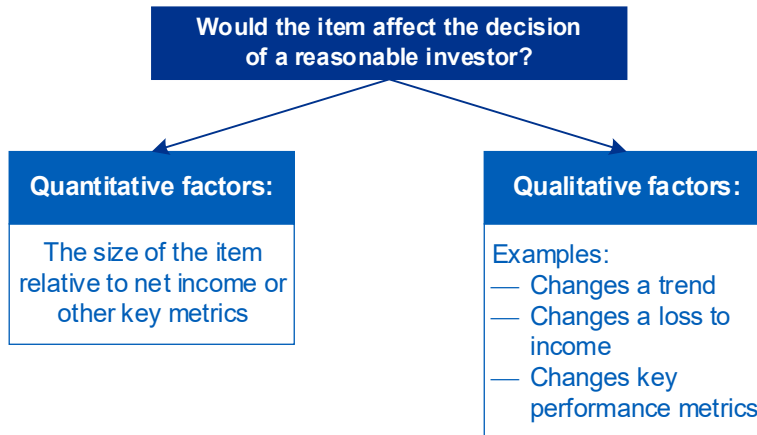 Would the item affect the decision
of a reasonable investor?
Quantitative factors:
The size of the item
relative to net income or
other key metrics
Qualitative factors:
Examples:
— Changes a trend
— Changes a loss to
income
— Changes key
performance metrics